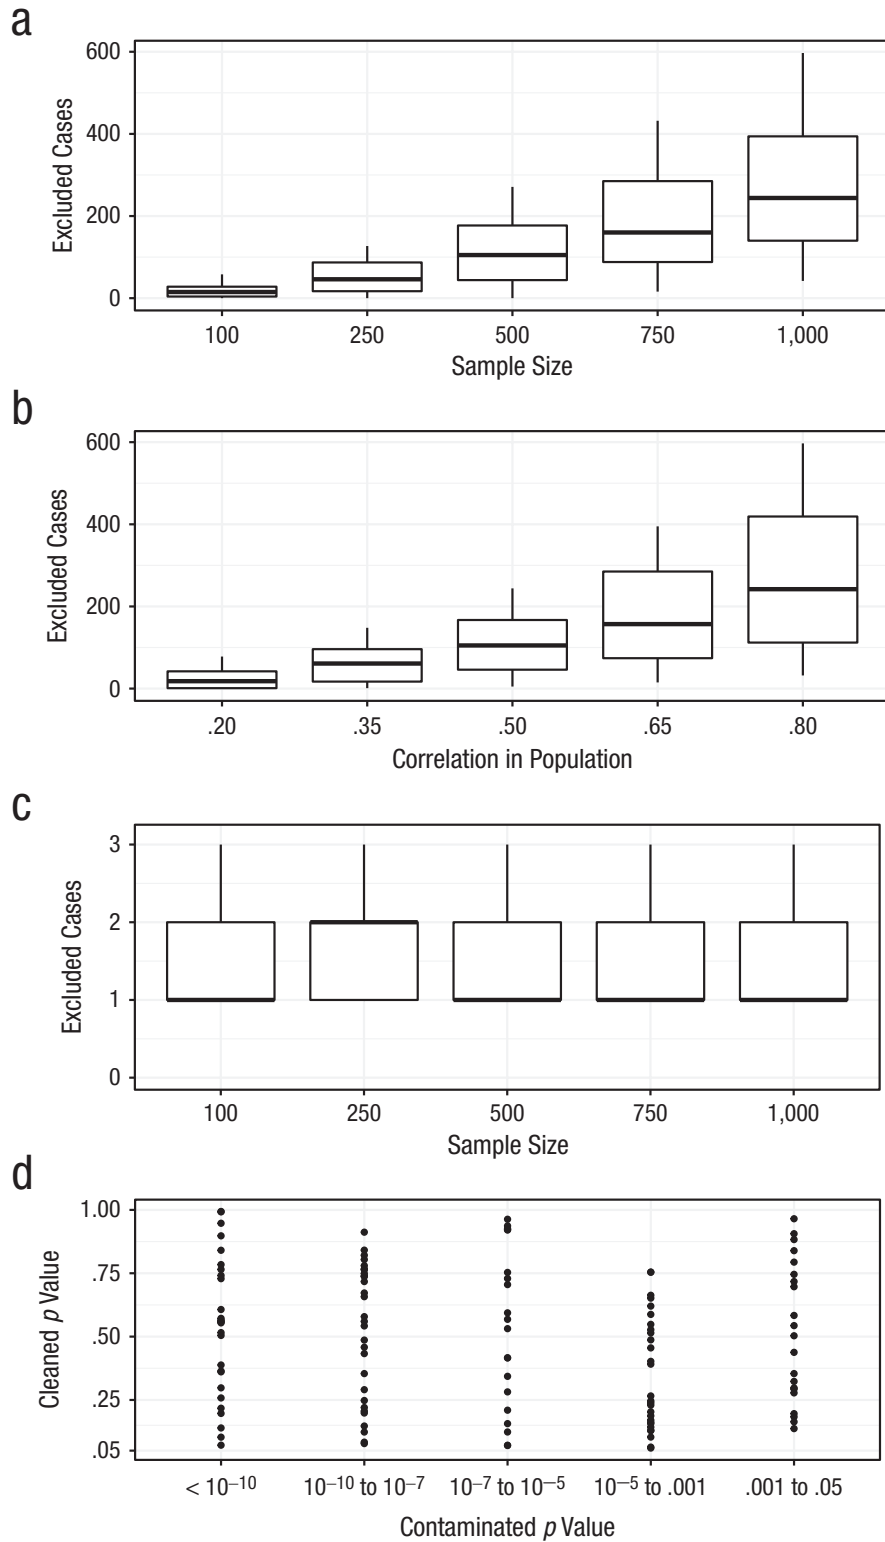 a
600
400
200
0
Excluded Cases
100 250 500 750 1,000
Sample Size
b
600
400
200
0
Excluded Cases
.20 .35 .50 .65 .80
Correlation in Population
c
3
2
1
0
Excluded Cases
100 250 500 750 1,000
Sample Size
d
1.00
.75
.50
.25
.05
Cleaned p Value
< 10⁻¹⁰ 10⁻¹⁰ to 10⁻⁷ 10⁻⁷ to 10⁻⁵ 10⁻⁵ to .001 .001 to .05
Contaminated p Value